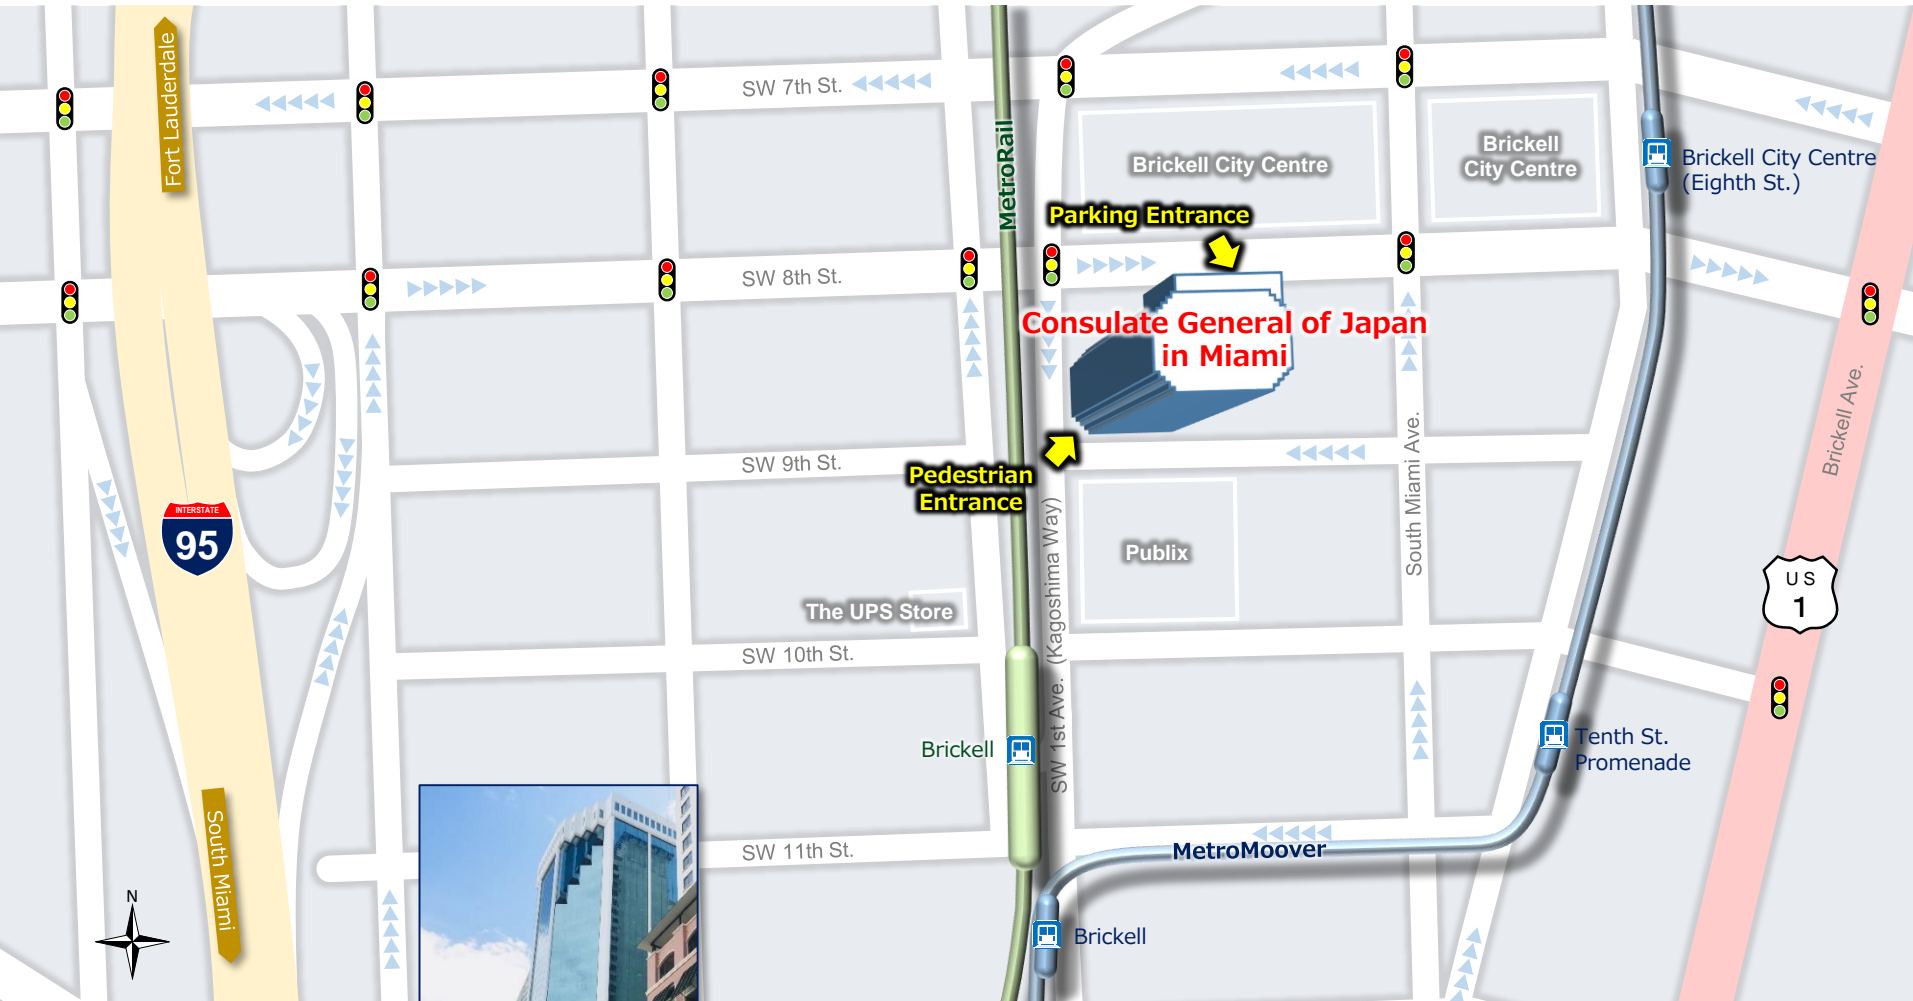 Fort Lauderdale
SW 7th St.
MetroRail
Brickell City Centre
Brickell
City Centre
Brickell City Centre
(Eighth St.)
Parking Entrance
SW 8th St.
Consulate General of Japan
in Miami
Brickell Ave.
South Miami Ave.
SW 9th St.
Pedestrian
Entrance
INTERSTATE
95
SW 1st Ave. (Kagoshima Way)
Publix
US
1
The UPS Store
SW 10th St.
Brickell
Tenth St.
Promenade
South Miami
SW 11th St.
MetroMoover
N
Brickell